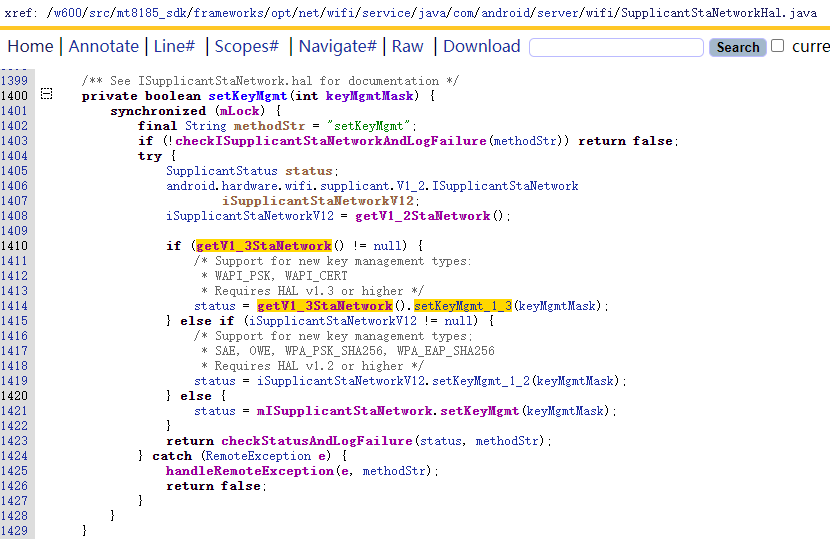 xref: /w600/src/mt8185_sdk/frameworks/opt/net/wifi/service/java/com/android/server/wifi/SupplicantStaNetworkHal.java
Home | Annotate | Line# | Scopes# | Navigate# | Raw | Download Search curre
1399 /** See ISupplicantStaNetwork.hal for documentation */
1400 private boolean setKeyMgmt(int keyMgmtMask) {
1401 synchronized (mLock) {
1402 final String methodStr = "setKeyMgmt";
1403 if (!checkISupplicantStaNetworkAndLogFailure(methodStr)) return false;
1404 try {
1405 SupplicantStatus status;
1406 android.hardware.wifi.supplicant.V1_2.ISupplicantStaNetwork
1407 iSupplicantStaNetworkV12;
1408 iSupplicantStaNetworkV12 = getV1_2StaNetwork();
1409
1410 if (getV1_3StaNetwork() != null) {
1411 /* Support for new key management types:
1412 * WAPI_PSK, WAPI_CERT
1413 * Requires HAL v1.3 or higher */
1414 status = getV1_3StaNetwork().setKeyMgmt_1_3(keyMgmtMask);
1415 } else if (iSupplicantStaNetworkV12 != null) {
1416 /* Support for new key management types:
1417 * SAE, OWE, WPA_PSK_SHA256, WPA_EAP_SHA256
1418 * Requires HAL v1.2 or higher */
1419 status = iSupplicantStaNetworkV12.setKeyMgmt_1_2(keyMgmtMask);
1420 } else {
1421 status = mISupplicantStaNetwork.setKeyMgmt(keyMgmtMask);
1422 }
1423 return checkStatusAndLogFailure(status, methodStr);
1424 } catch (RemoteException e) {
1425 handleRemoteException(e, methodStr);
1426 return false;
1427 }
1428 }
1429 }